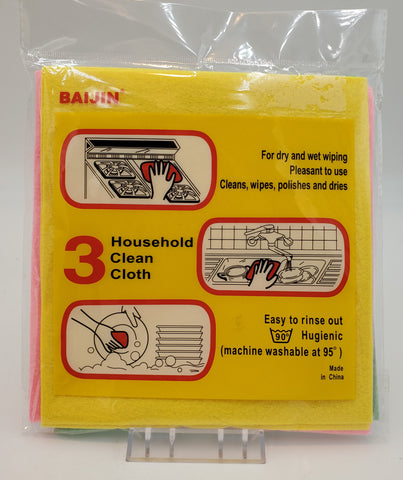 BAIJIN®
For dry and wet wiping
Pleasant to use
Cleans, wipes, polishes and dries
3
Household
Clean
Cloth
Easy to rinse out
90° Hugienic
(machine washable at 95°)
Made
in China